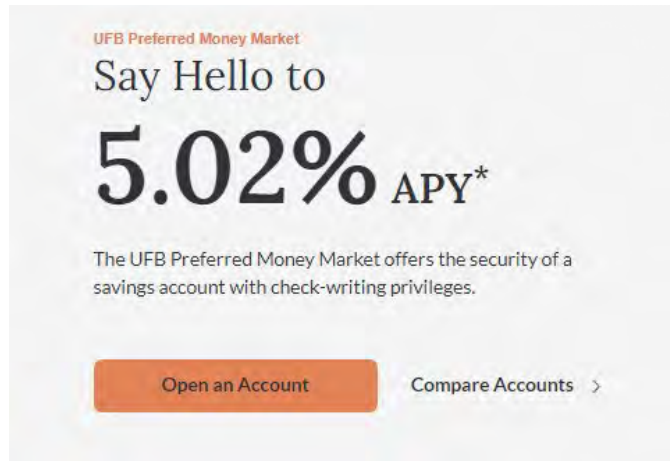 UFB Preferred Money Market
Say Hello to
5.02% APY*
The UFB Preferred Money Market offers the security of a
savings account with check-writing privileges.
Open an Account
Compare Accounts >